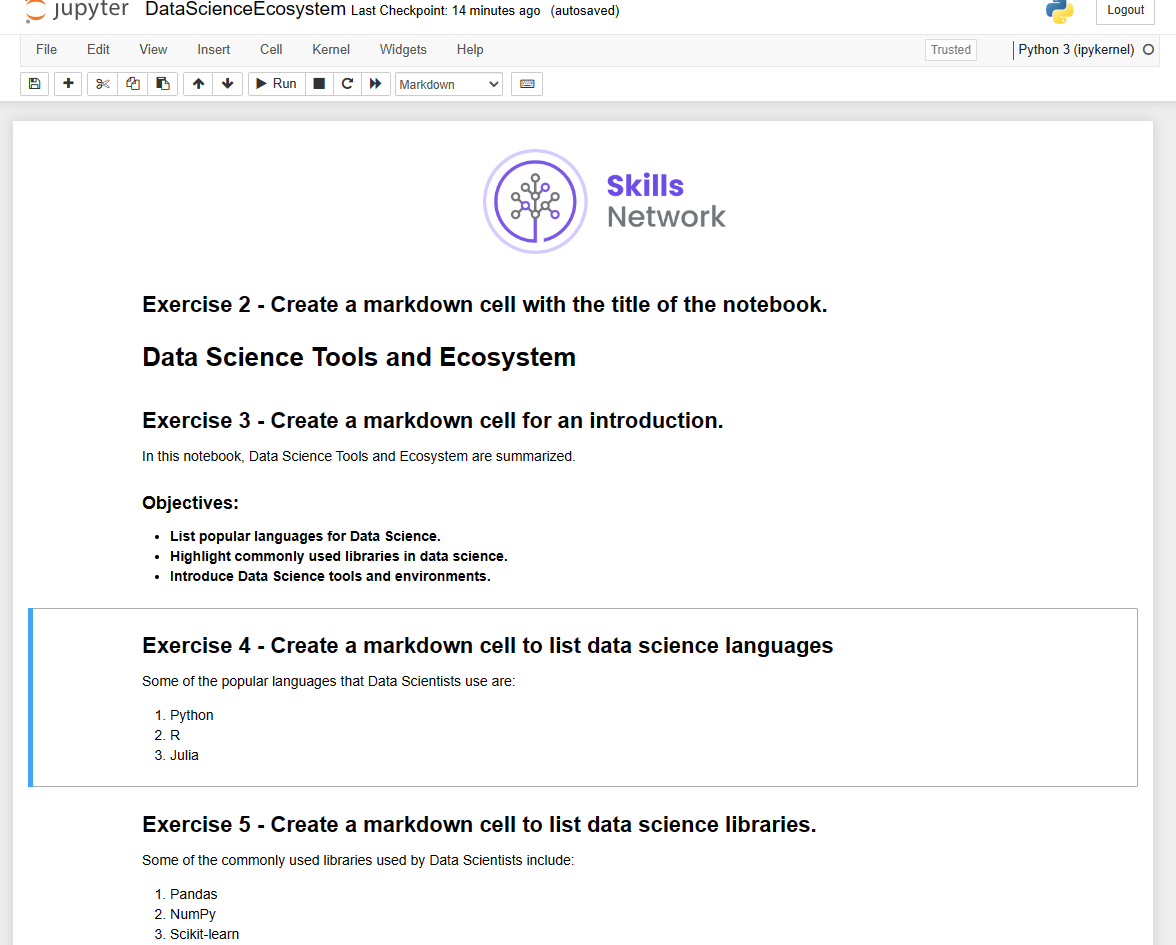 jupyter DataScienceEcosystem Last Checkpoint: 14 minutes ago (autosaved) Logout
File Edit View Insert Cell Kernel Widgets Help Trusted Python 3 (ipykernel)
Run Markdown
Skills
Network
Exercise 2 - Create a markdown cell with the title of the notebook.
Data Science Tools and Ecosystem
Exercise 3 - Create a markdown cell for an introduction.
In this notebook, Data Science Tools and Ecosystem are summarized.
Objectives:
• List popular languages for Data Science.
• Highlight commonly used libraries in data science.
• Introduce Data Science tools and environments.
Exercise 4 - Create a markdown cell to list data science languages
Some of the popular languages that Data Scientists use are:
1. Python
2. R
3. Julia
Exercise 5 - Create a markdown cell to list data science libraries.
Some of the commonly used libraries used by Data Scientists include:
1. Pandas
2. NumPy
3. Scikit-learn